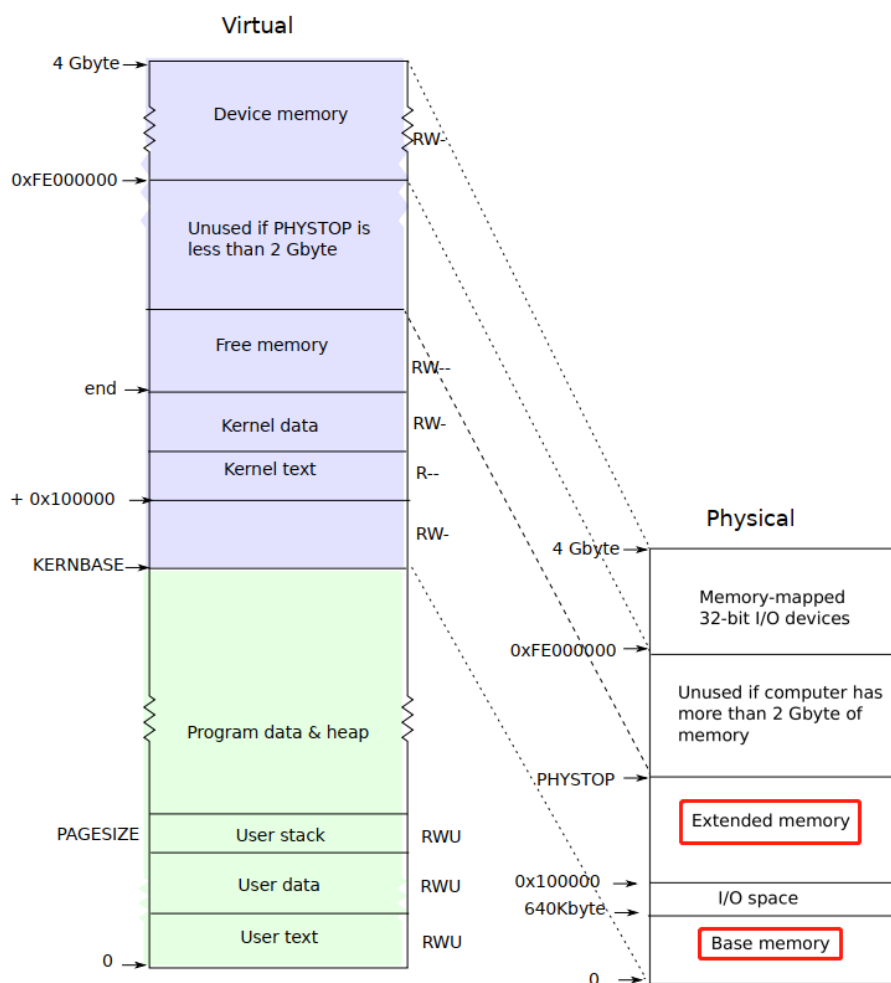 Virtual
4 Gbyte
Device memory
RW-
0xFE000000
Unused if PHYSTOP is
less than 2 Gbyte
Free memory
RW--
end
Kernel data
RW-
Kernel text
R--
+ 0x100000
RW-
KERNBASE
Program data & heap
PAGESIZE
User stack
RWU
User data
RWU
User text
RWU
0
Physical
4 Gbyte
Memory-mapped
32-bit I/O devices
0xFE000000
Unused if computer has
more than 2 Gbyte of
memory
PHYSTOP
Extended memory
0x100000
I/O space
640Kbyte
Base memory
0